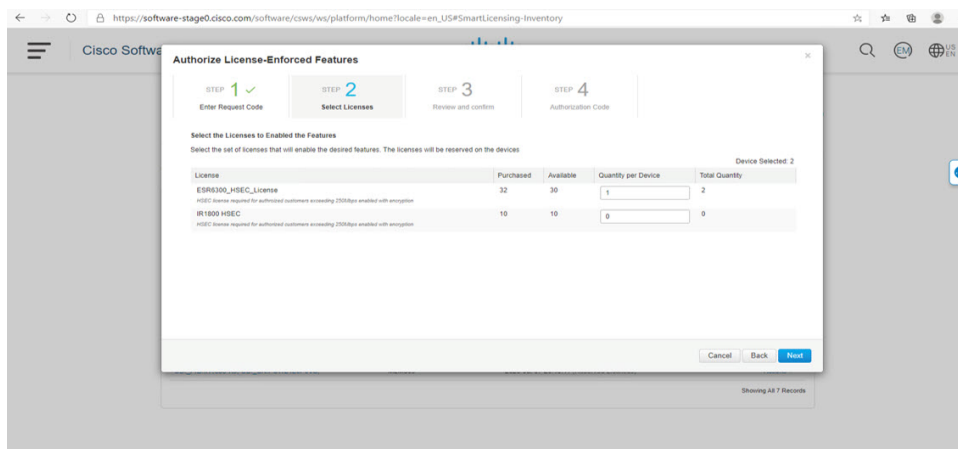 https://software-stage0.cisco.com/software/csws/ws/platform/home?locale=en_US#SmartLicensing-Inventory
Cisco Softwa
EM
US
EN
Authorize License-Enforced Features
STEP 1
Enter Request Code
STEP 2
Select Licenses
STEP 3
Review and confirm
STEP 4
Authorization Code
Select the Licenses to Enabled the Features
Select the set of licenses that will enable the desired features. The licenses will be reserved on the devices
Device Selected: 2
License Purchased Available Quantity per Device Total Quantity
ESR6300_HSEC_License 32 30 1 2
HSEC license required for authorized customers exceeding 250Mbps enabled with encryption
IR1800 HSEC 10 10 0 0
HSEC license required for authorized customers exceeding 250Mbps enabled with encryption
Cancel Back Next
Showing All 7 Records